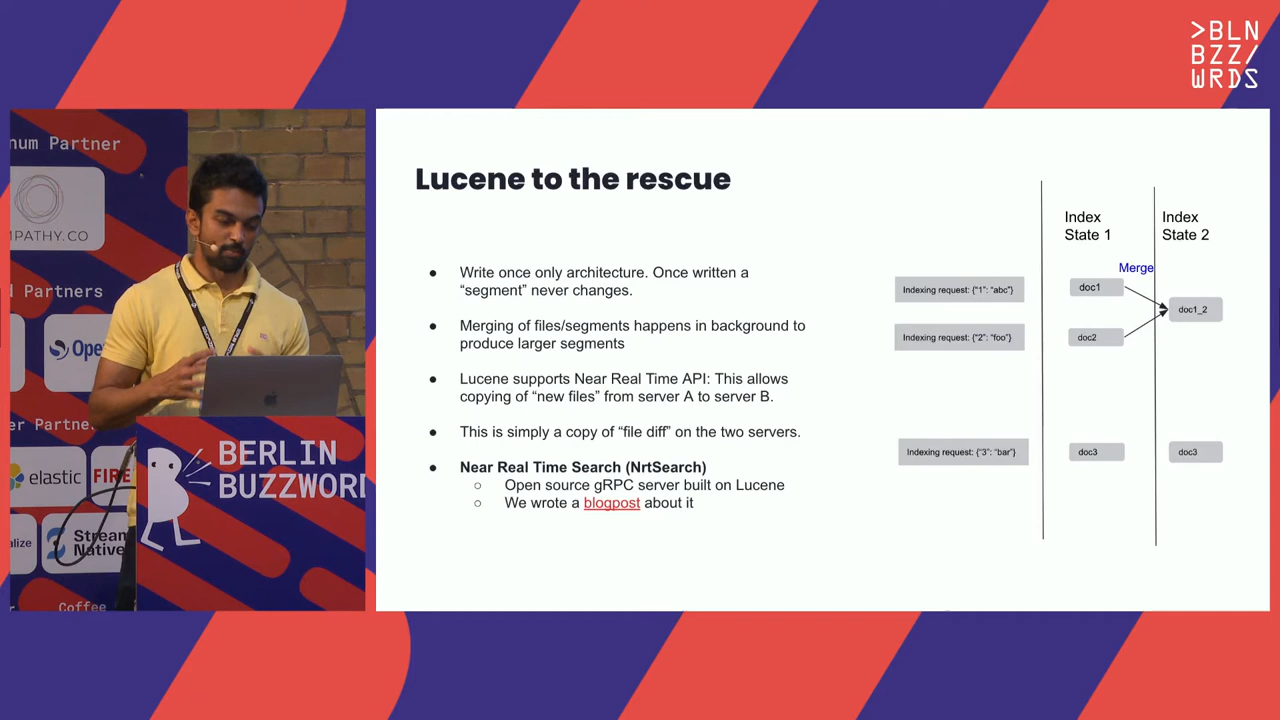 >BLN
BZZ/
WRDS
num Partner
MPATHY.CO
d Partners
Ope
er Partne
elastic
FIRE
alize
Stream
Native
Coffee
BERLIN
BUZZWORD
Lucene to the rescue
● Write once only architecture. Once written a
“segment” never changes.
● Merging of files/segments happens in background to
produce larger segments
● Lucene supports Near Real Time API: This allows
copying of “new files” from server A to server B.
● This is simply a copy of “file diff” on the two servers.
● Near Real Time Search (NrtSearch)
○ Open source gRPC server built on Lucene
○ We wrote a blogpost about it
Index
State 1
Index
State 2
Merge
Indexing request: {“1”: “abc”}
doc1
doc1_2
Indexing request: {“2”: “foo”}
doc2
Indexing request: {“3”: “bar”}
doc3
doc3